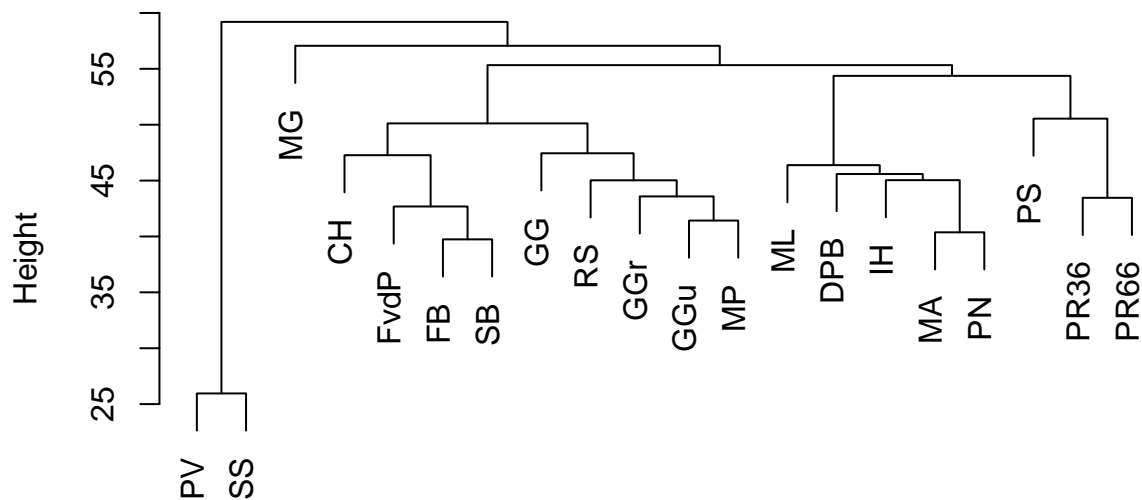 Height
55
45
35
25
PV
SS
MG
CH
FvdP
FB
SB
GG
RS
GGr
GGu
MP
ML
DPB
IH
MA
PN
PS
PR36
PR66